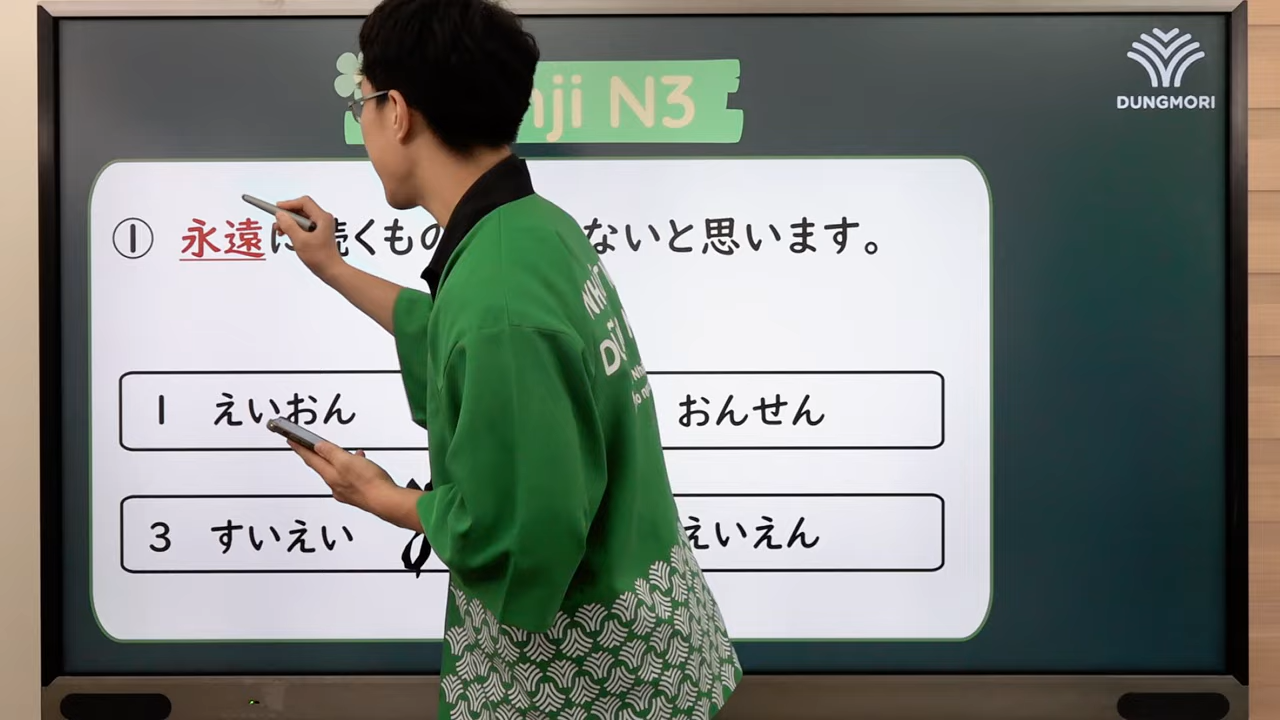 N3
DUNGMORI
① 永遠に続くもの ないと思います。
1 えいおん
おんせん
3 すいえい
えいえん